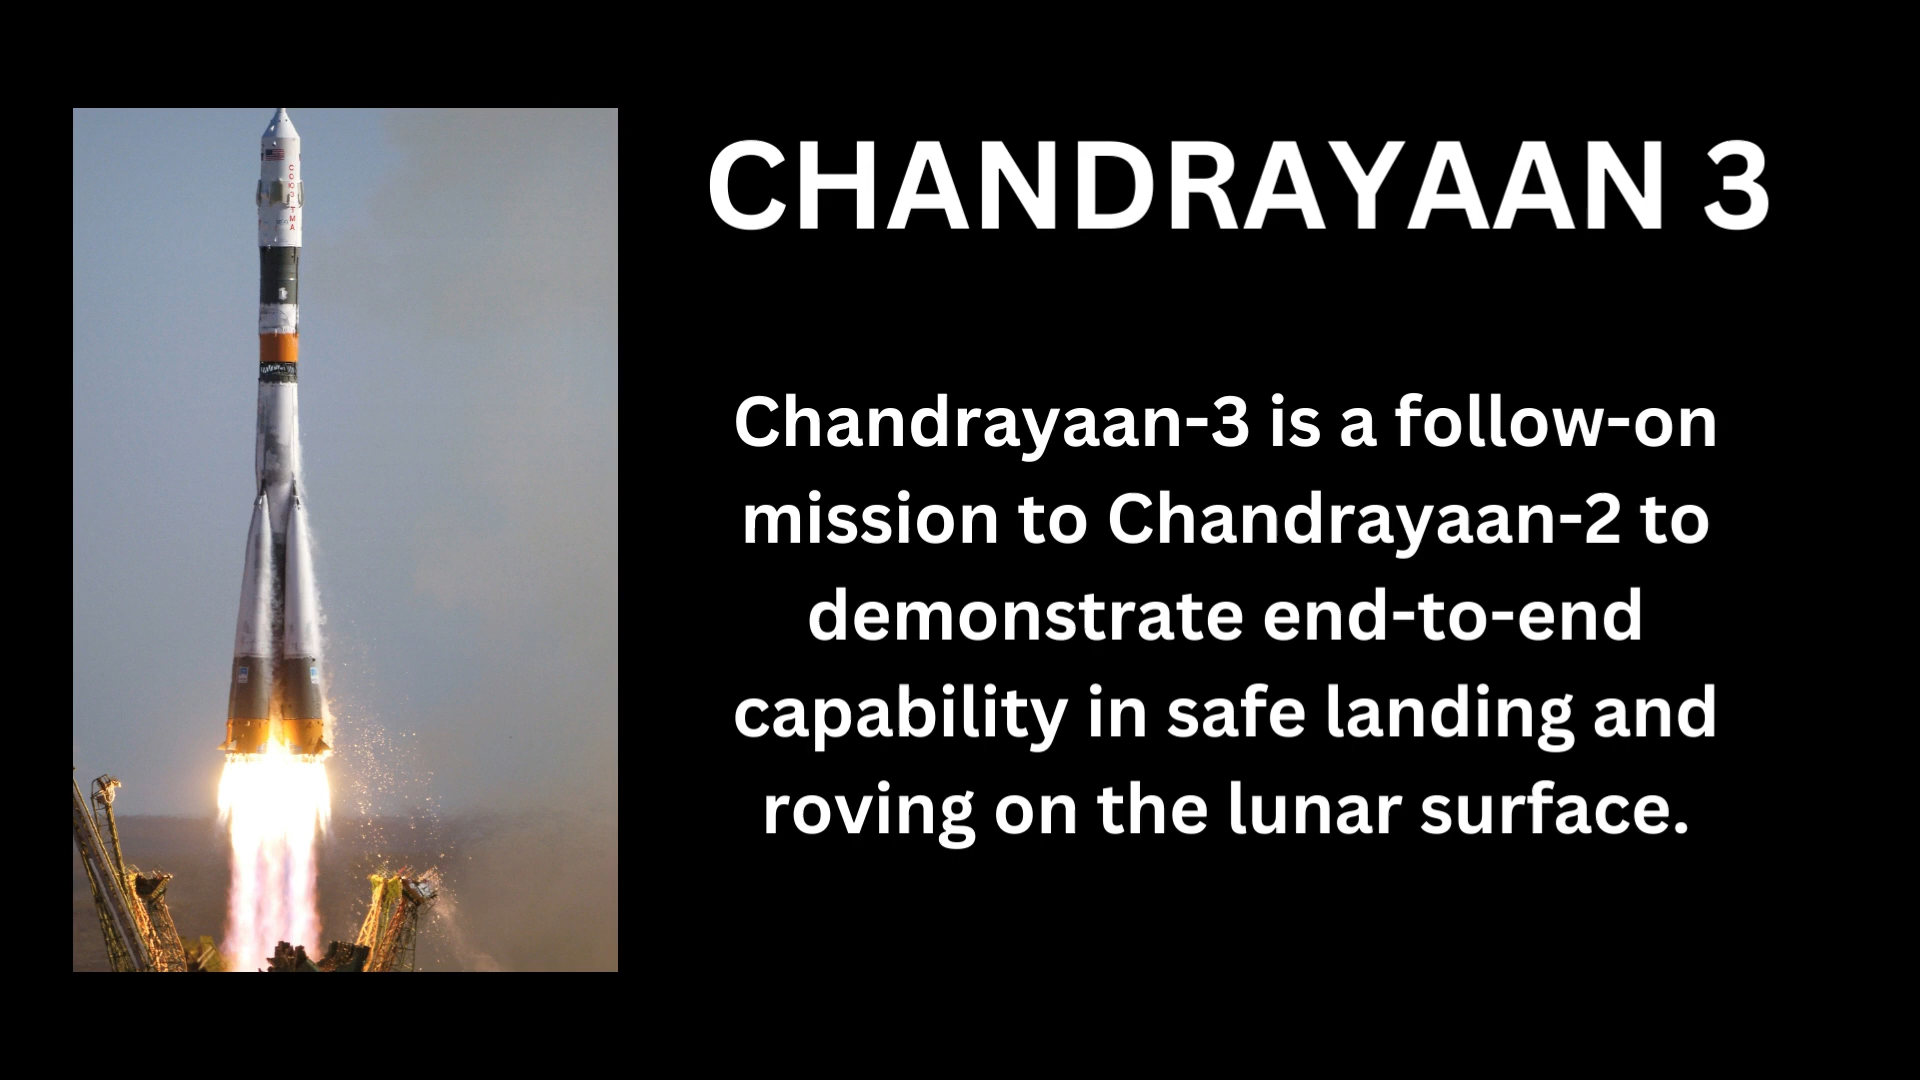 CHANDRAYAAN 3
Chandrayaan-3 is a follow-on
mission to Chandrayaan-2 to
demonstrate end-to-end
capability in safe landing and
roving on the lunar surface.